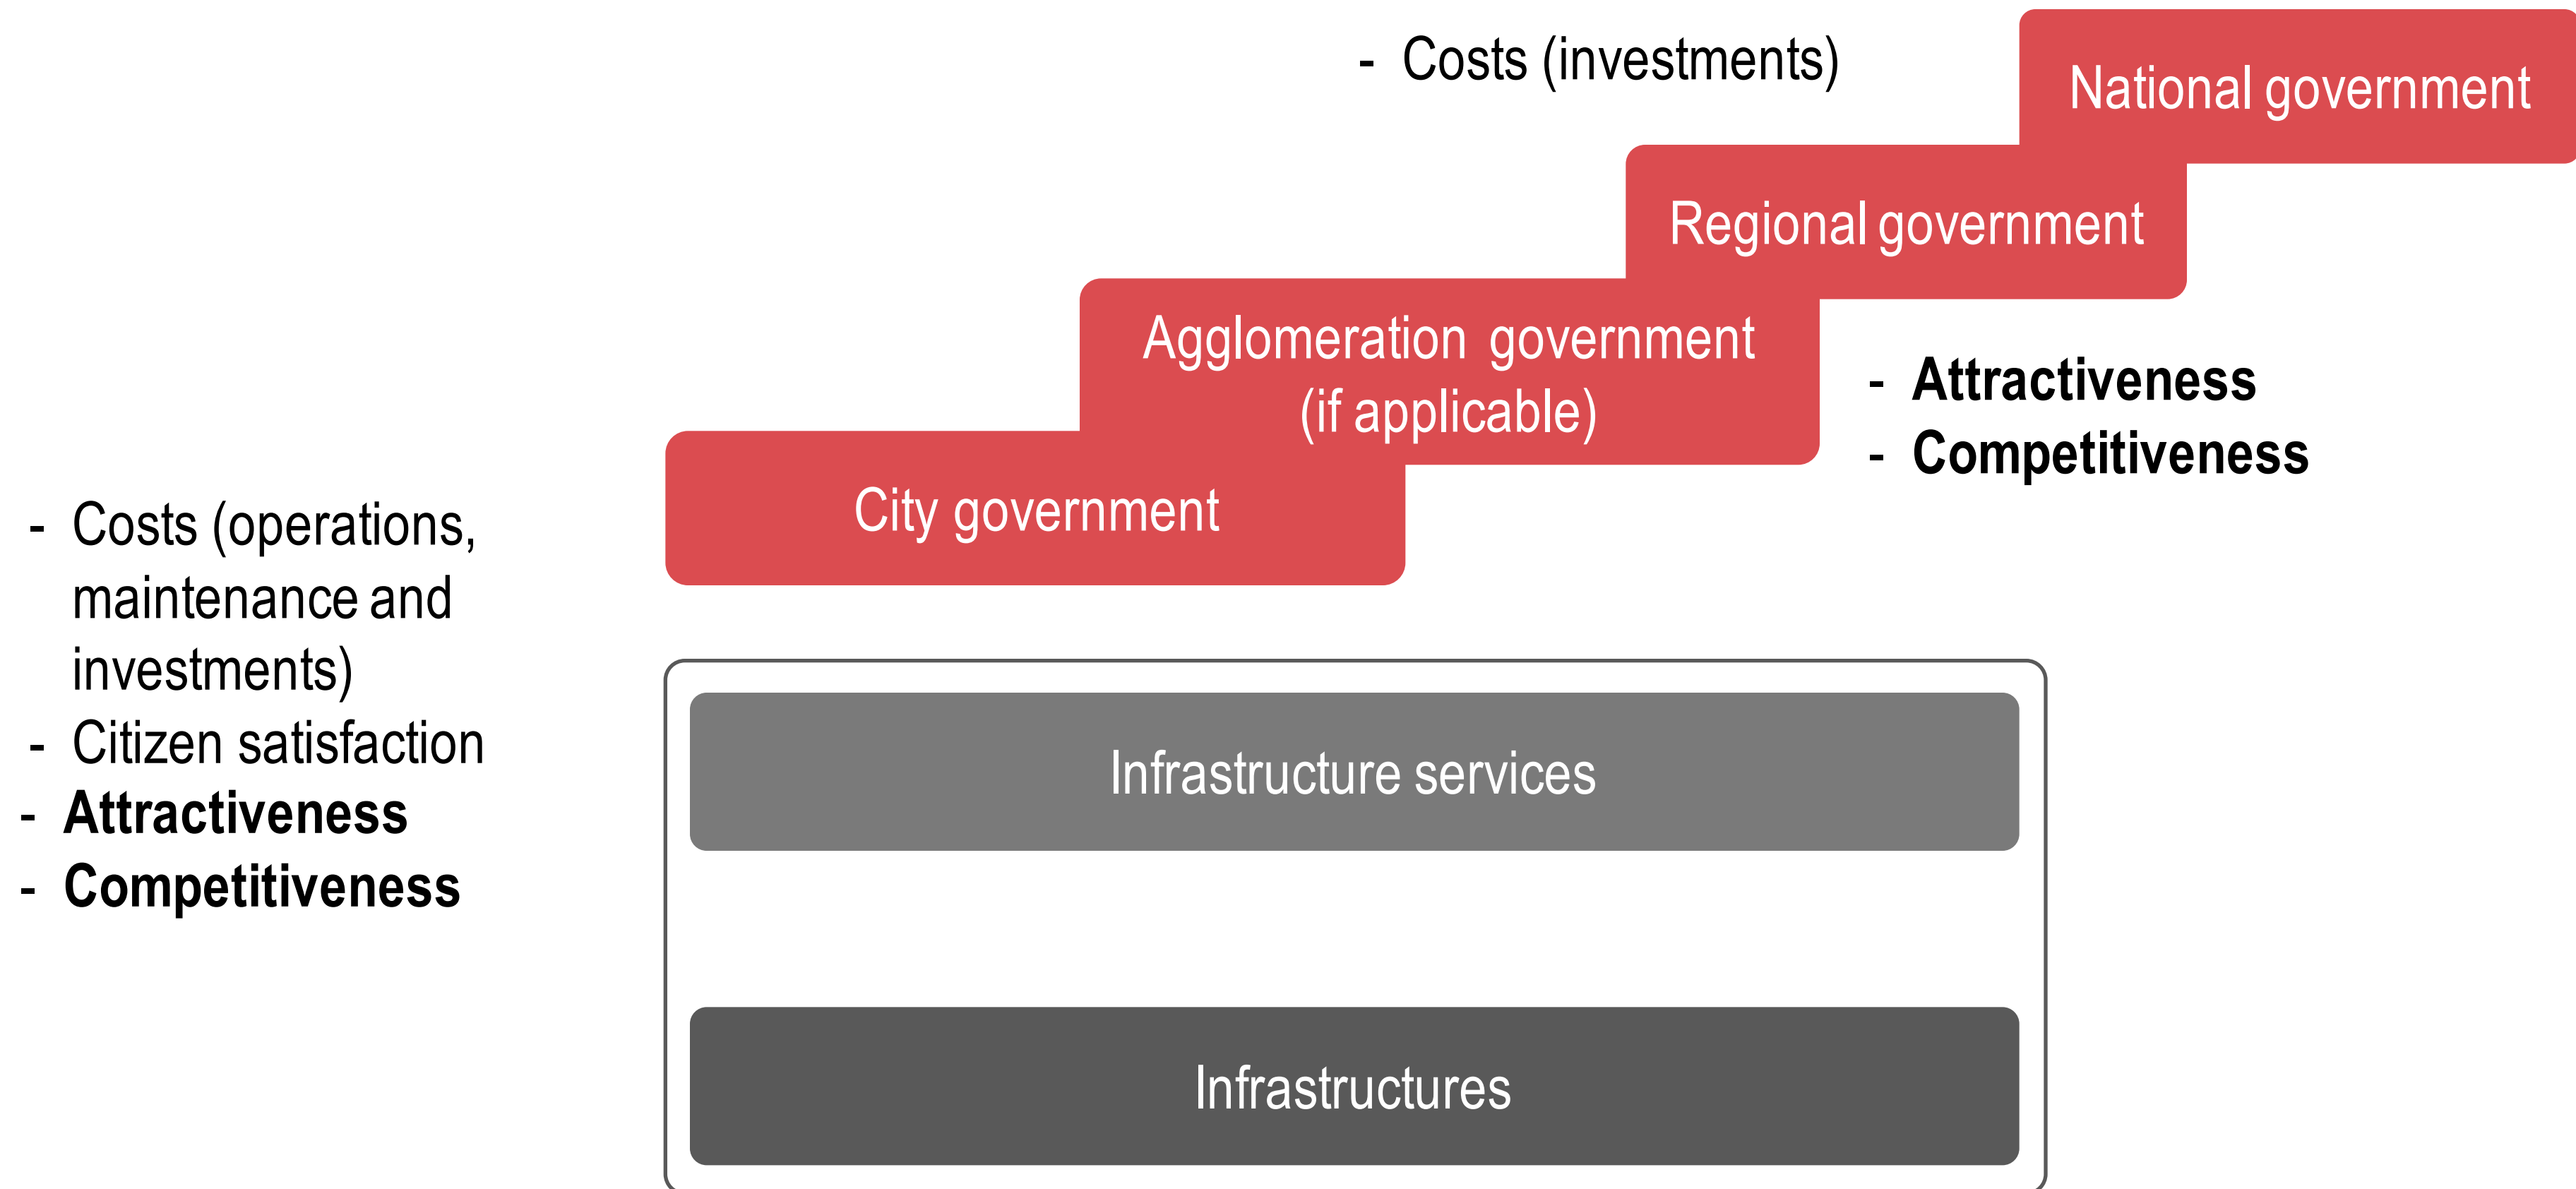 - Costs (investments)
National government
Regional government
Agglomeration government
(if applicable)
- Attractiveness
- Competitiveness
City government
- Costs (operations,
maintenance and
investments)
- Citizen satisfaction
- Attractiveness
- Competitiveness
Infrastructure services
Infrastructures